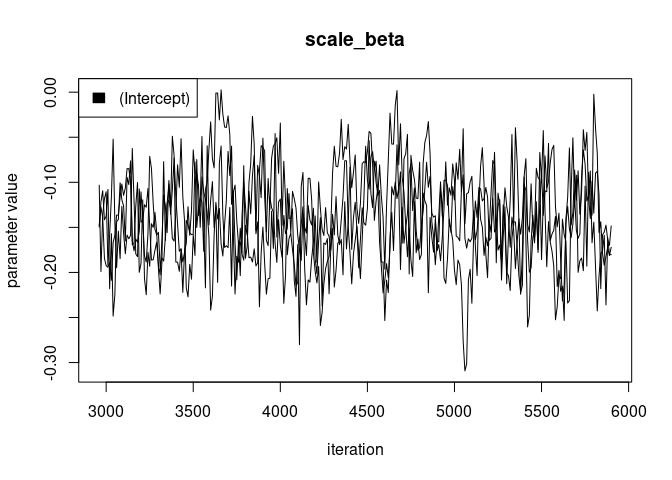 scale_beta
(Intercept)
0.00
-0.10
-0.20
-0.30
parameter value
3000 3500 4000 4500 5000 5500 6000
iteration